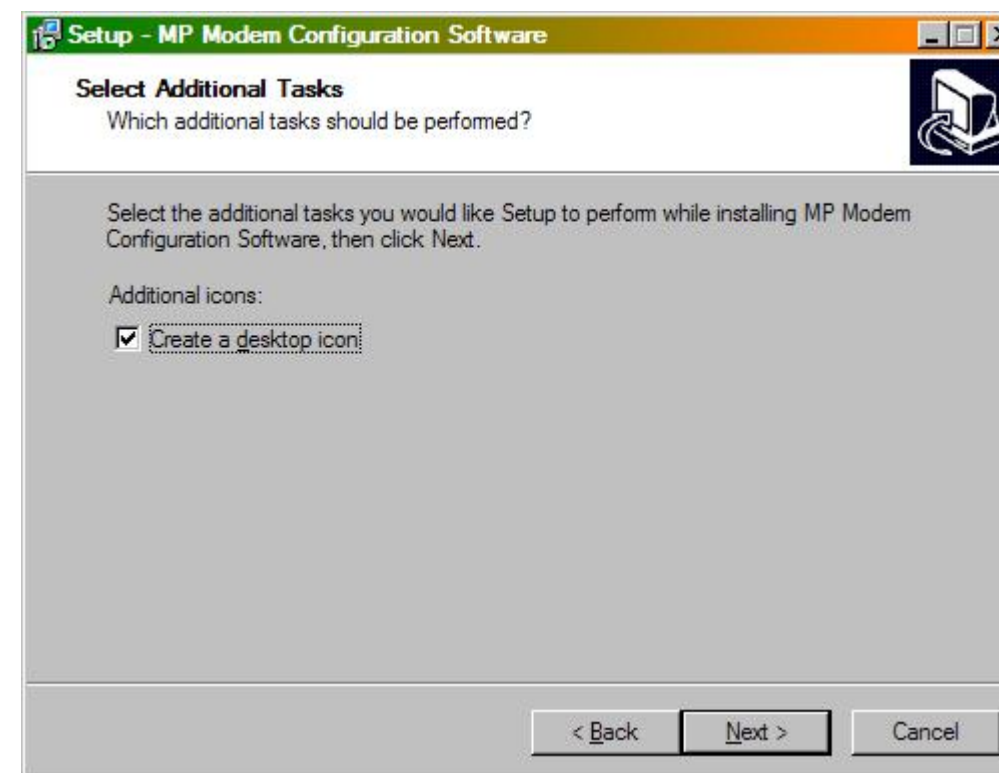 Setup - MP Modem Configuration Software
Select Additional Tasks
Which additional tasks should be performed?
Select the additional tasks you would like Setup to perform while installing MP Modem
Configuration Software, then click Next.
Additional icons:
Create a desktop icon
< Back Next > Cancel